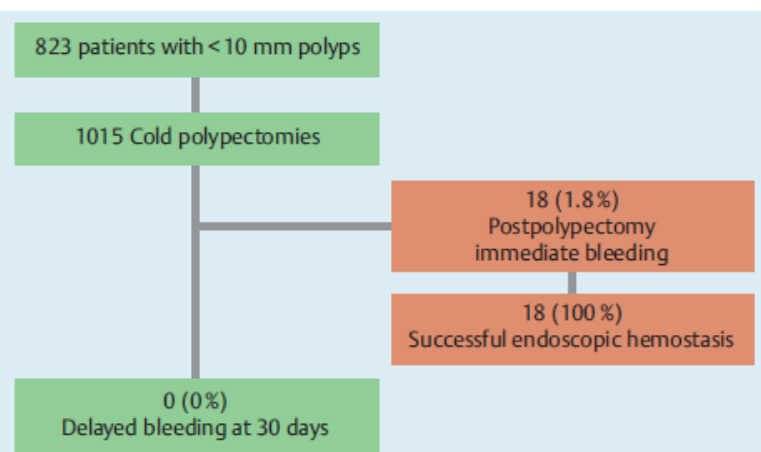 823 patients with < 10 mm polyps
1015 Cold polypectomies
18 (1.8 %)
Postpolypectomy
immediate bleeding
18 (100 %)
Successful endoscopic hemostasis
0 (0 %)
Delayed bleeding at 30 days